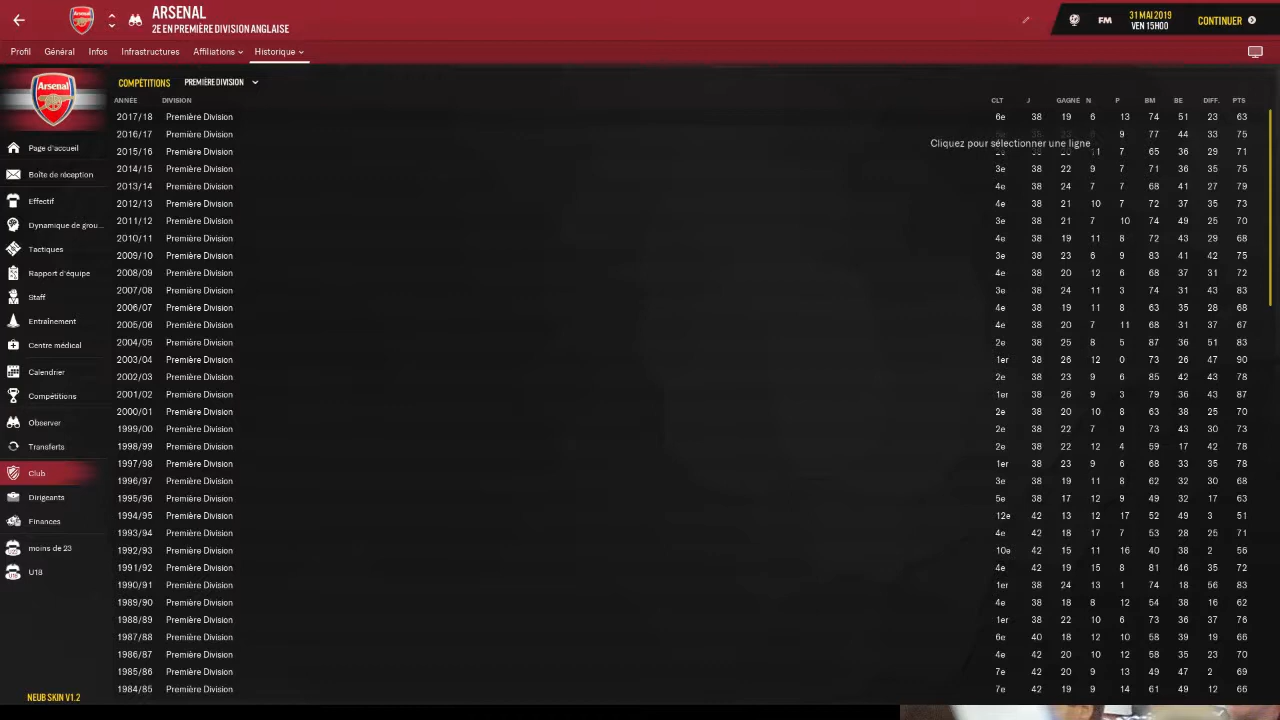 ARSENAL
2E EN PREMIÈRE DIVISION ANGLAISE
FM
31 MAI 2019
VEN 15H00
CONTINUER
Profil Général Infos Infrastructures Affiliations Historique
Arsenal
COMPÉTITIONS PREMIÈRE DIVISION
ANNÉE DIVISION CLT J GAGNÉ N P BM BE DIFF. PTS
2017/18 Première Division 6e 38 19 6 13 74 51 23 63
2016/17 Première Division 9 77 44 33 75
Cliquez pour sélectionner une ligne
2015/16 Première Division 2e 38 20 11 7 65 36 29 71
2014/15 Première Division 3e 38 22 9 7 71 36 35 75
2013/14 Première Division 4e 38 24 7 7 68 41 27 79
2012/13 Première Division 4e 38 21 10 7 72 37 35 73
2011/12 Première Division 3e 38 21 7 10 74 49 25 70
2010/11 Première Division 4e 38 19 11 8 72 43 29 68
2009/10 Première Division 3e 38 23 6 9 83 41 42 75
2008/09 Première Division 4e 38 20 12 6 68 37 31 72
2007/08 Première Division 3e 38 24 11 3 74 31 43 83
2006/07 Première Division 4e 38 19 11 8 63 35 28 68
2005/06 Première Division 4e 38 20 7 11 68 31 37 67
2004/05 Première Division 2e 38 25 8 5 87 36 51 83
2003/04 Première Division 1er 38 26 12 0 73 26 47 90
2002/03 Première Division 2e 38 23 9 6 85 42 43 78
2001/02 Première Division 1er 38 26 9 3 79 36 43 87
2000/01 Première Division 2e 38 20 10 8 63 38 25 70
1999/00 Première Division 2e 38 22 7 9 73 43 30 73
1998/99 Première Division 2e 38 22 12 4 59 17 42 78
1997/98 Première Division 1er 38 23 9 6 68 33 35 78
1996/97 Première Division 3e 38 19 11 8 62 32 30 68
1995/96 Première Division 5e 38 17 12 9 49 32 17 63
1994/95 Première Division 12e 42 13 12 17 52 49 3 51
1993/94 Première Division 4e 42 18 17 7 53 28 25 71
1992/93 Première Division 10e 42 15 11 16 40 38 2 56
1991/92 Première Division 4e 42 19 15 8 81 46 35 72
1990/91 Première Division 1er 38 24 13 1 74 18 56 83
1989/90 Première Division 4e 38 18 8 12 54 38 16 62
1988/89 Première Division 1er 38 22 10 6 73 36 37 76
1987/88 Première Division 6e 40 18 12 10 58 39 19 66
1986/87 Première Division 4e 42 20 10 12 58 35 23 70
1985/86 Première Division 7e 42 20 9 13 49 47 2 69
1984/85 Première Division 7e 42 19 9 14 61 49 12 66
Page d'accueil
Boîte de réception
Effectif
Dynamique de grou...
Tactiques
Rapport d'équipe
Staff
Entraînement
Centre médical
Calendrier
Compétitions
Observer
Transferts
Club
Dirigeants
Finances
moins de 23
U18
NEUB SKIN V1.2